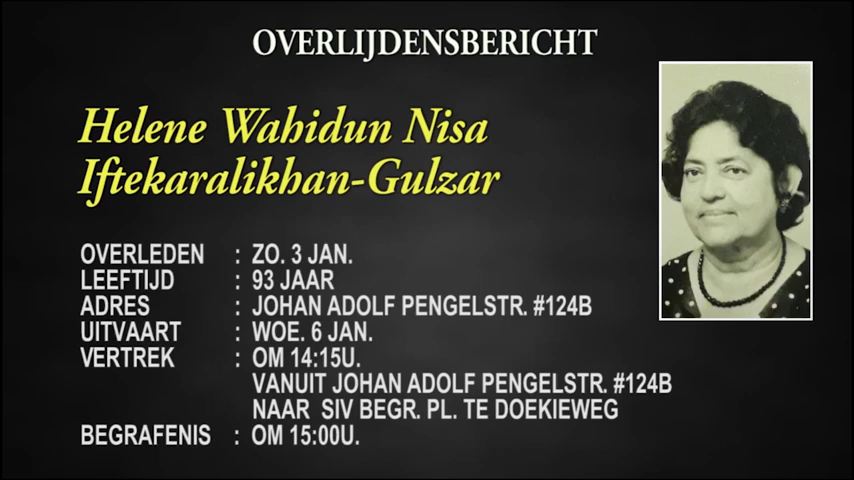 OVERLIJDENSBERICHT
Helene Wahidun Nisa
Iftekaralikhan-Gulzar
OVERLEDEN : ZO. 3 JAN.
LEEFTIJD : 93 JAAR
ADRES : JOHAN ADOLF PENGELSTR. #124B
UITVAART : WOE. 6 JAN.
VERTREK : OM 14:15U.
VANUIT JOHAN ADOLF PENGELSTR. #124B
NAAR SIV BEGR. PL. TE DOEKIEWEG
BEGRAFENIS : OM 15:00U.